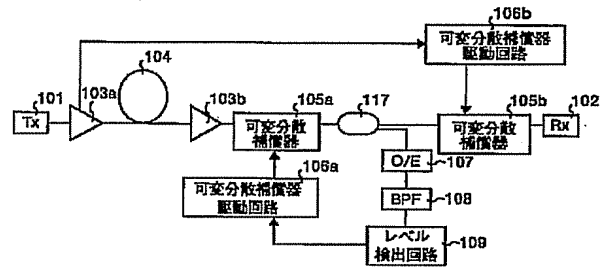 106b
可変分散補償器
駆動回路
104
101
103a
Tx
103b
105a
可変分散
補償器
117
105b
可変分散
補償器
102
Rx
O/E
107
106a
可変分散補償器
駆動回路
BPF
108
レベル
検出回路
109